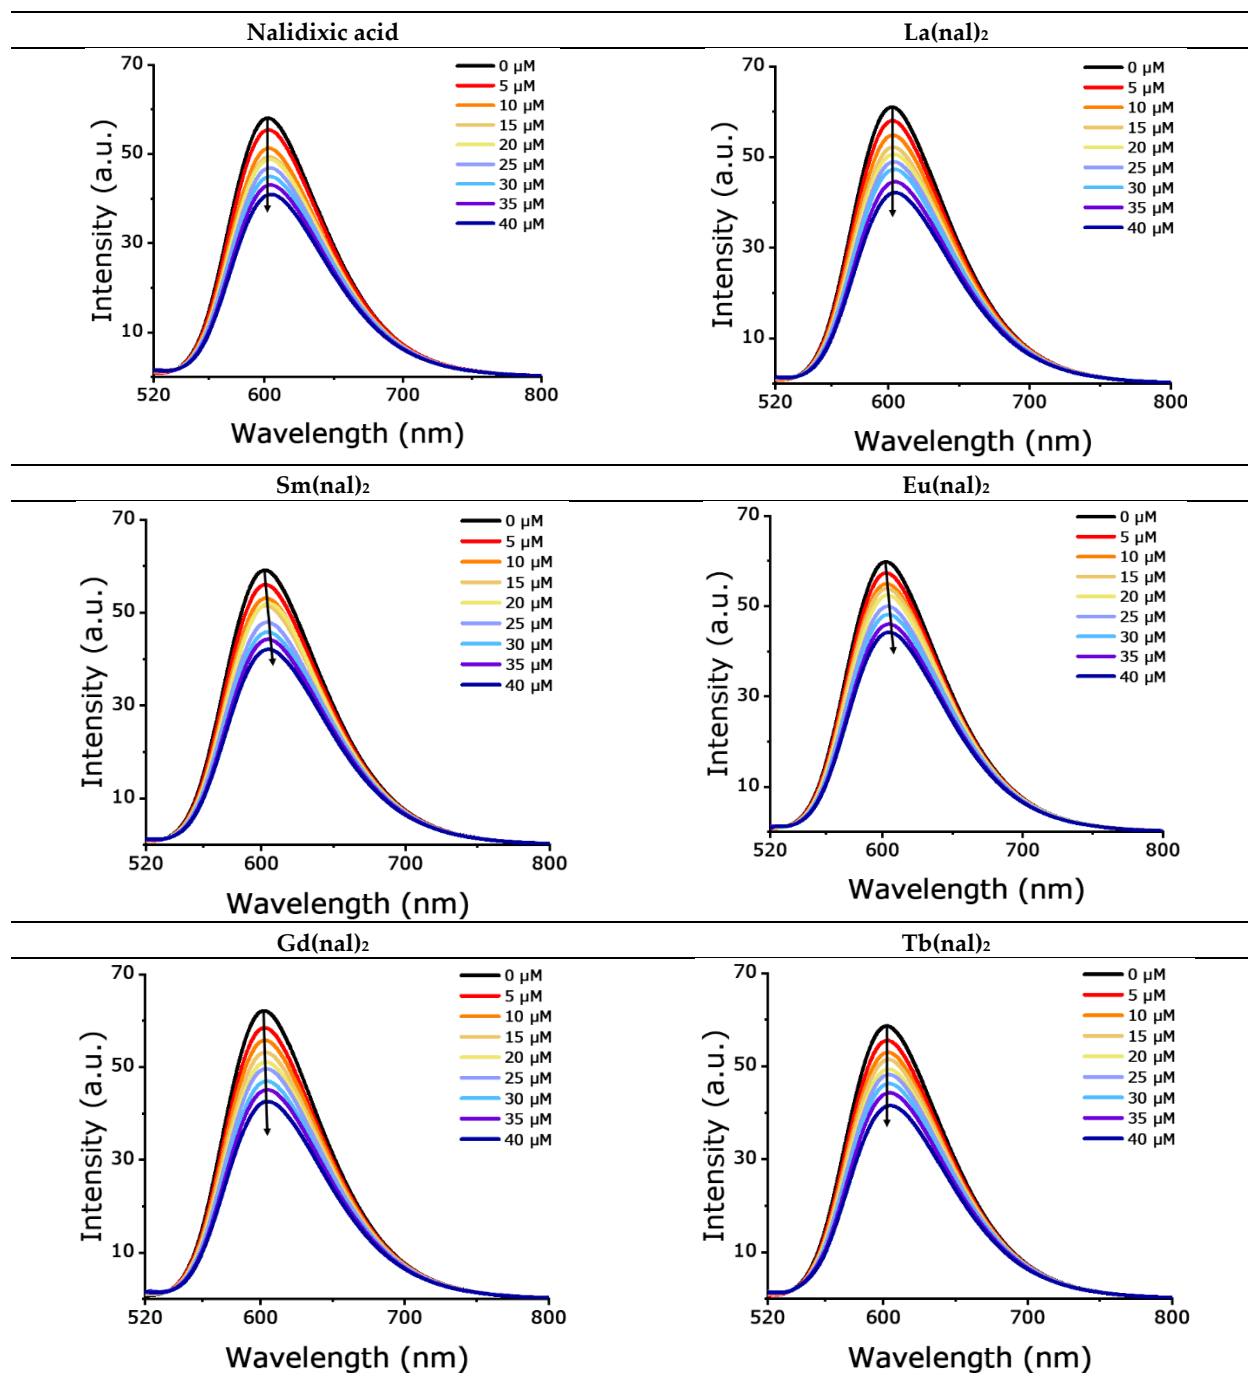 Nalidixic acid
La(nal)₂
70
50
30
10
Intensity (a.u.)
520
600
700
800
Wavelength (nm)
0 µM
5 µM
10 µM
15 µM
20 µM
25 µM
30 µM
35 µM
40 µM
70
50
30
10
Intensity (a.u.)
520
600
700
800
Wavelength (nm)
0 µM
5 µM
10 µM
15 µM
20 µM
25 µM
30 µM
35 µM
40 µM
Sm(nal)₂
Eu(nal)₂
70
50
30
10
Intensity (a.u.)
520
600
700
800
Wavelength (nm)
0 µM
5 µM
10 µM
15 µM
20 µM
25 µM
30 µM
35 µM
40 µM
70
50
30
10
Intensity (a.u.)
520
600
700
800
Wavelength (nm)
0 µM
5 µM
10 µM
15 µM
20 µM
25 µM
30 µM
35 µM
40 µM
Gd(nal)₂
Tb(nal)₂
70
50
30
10
Intensity (a.u.)
520
600
700
800
Wavelength (nm)
0 µM
5 µM
10 µM
15 µM
20 µM
25 µM
30 µM
35 µM
40 µM
70
50
30
10
Intensity (a.u.)
520
600
700
800
Wavelength (nm)
0 µM
5 µM
10 µM
15 µM
20 µM
25 µM
30 µM
35 µM
40 µM